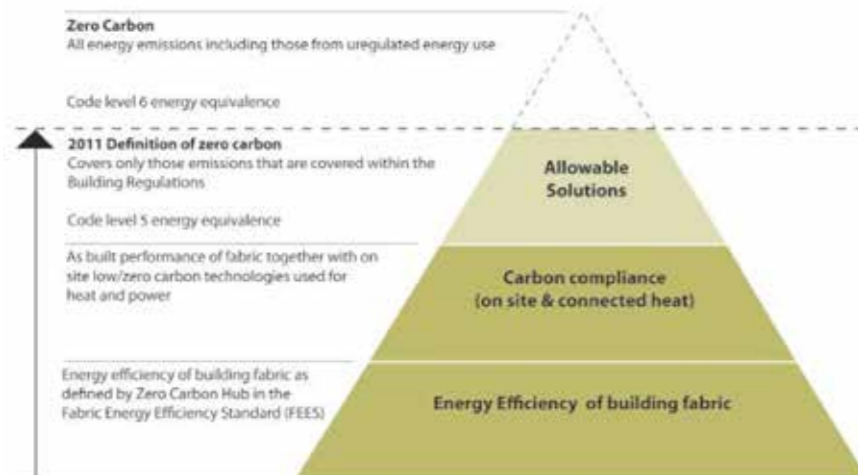 Zero Carbon
All energy emissions including those from uregulated energy use
Code level 6 energy equivalence
2011 Definition of zero carbon
Covers only those emissions that are covered within the
Building Regulations
Code level 5 energy equivalence
Allowable
Solutions
As built performance of fabric together with on
site low/zero carbon technologies used for
heat and power
Carbon compliance
(on site & connected heat)
Energy efficiency of building fabric as
defined by Zero Carbon Hub in the
Fabric Energy Efficiency Standard (FEES)
Energy Efficiency of building fabric